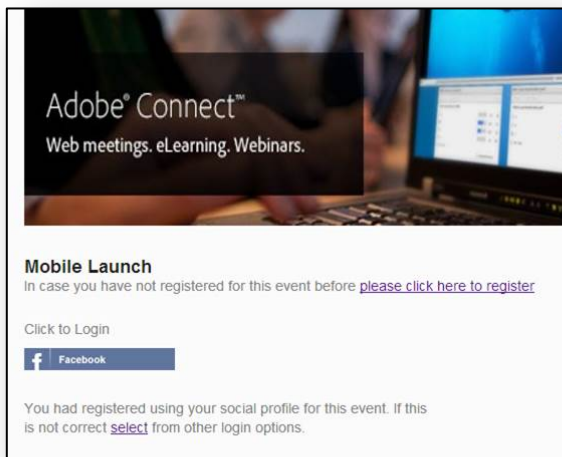 Adobe® Connect™
Web meetings. eLearning. Webinars.
Mobile Launch
In case you have not registered for this event before please click here to register
Click to Login
f Facebook
You had registered using your social profile for this event. If this
is not correct select from other login options.